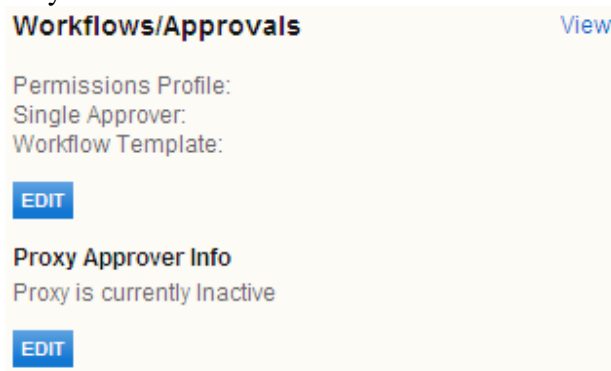 Workflows/Approvals View
Permissions Profile:
Single Approver:
Workflow Template:
EDIT
Proxy Approver Info
Proxy is currently Inactive
EDIT